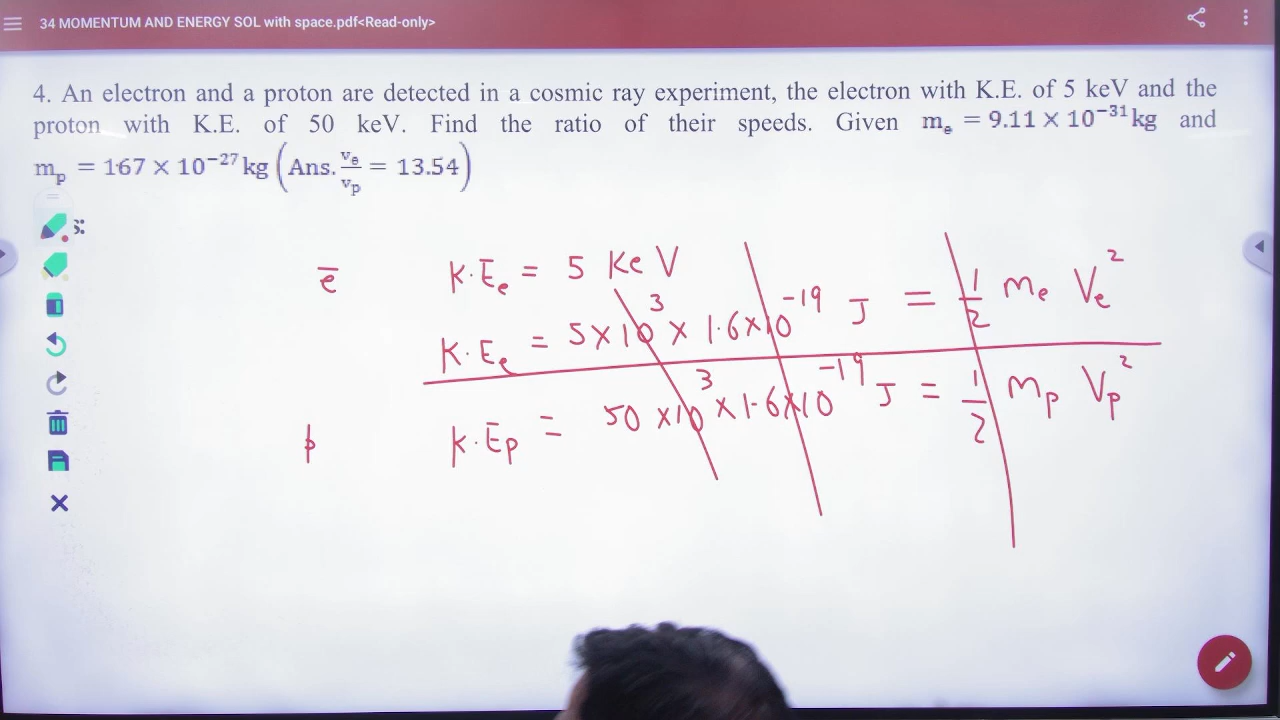 34 MOMENTUM AND ENERGY SOL with space.pdf<Read-only>
4. An electron and a proton are detected in a cosmic ray experiment, the electron with K.E. of 5 keV and the
proton with K.E. of 50 keV. Find the ratio of their speeds. Given mₑ = 9.11 × 10⁻³¹ kg and
mₚ = 1·67 × 10⁻²⁷ kg (Ans. vₑ/vₚ = 13.54)
s:
e̅ K·Eₑ = 5 KeV
K·Eₑ = 5×10³ × 1·6×10⁻¹⁹ J = 1/2 mₑ Vₑ²
p K·Eₚ = 50 ×10³ ×1·6×10⁻¹⁹ J = 1/2 mₚ Vₚ²